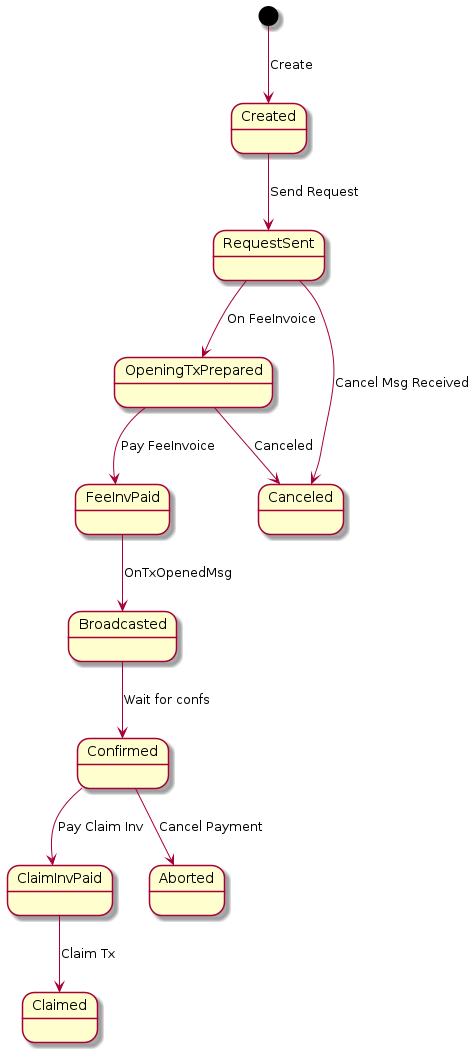 Create
Created
Send Request
RequestSent
On FeeInvoice
OpeningTxPrepared
Cancel Msg Received
Pay FeeInvoice
Canceled
FeeInvPaid
Canceled
OnTxOpenedMsg
Broadcasted
Wait for confs
Confirmed
Pay Claim Inv
Cancel Payment
ClaimInvPaid
Aborted
Claim Tx
Claimed